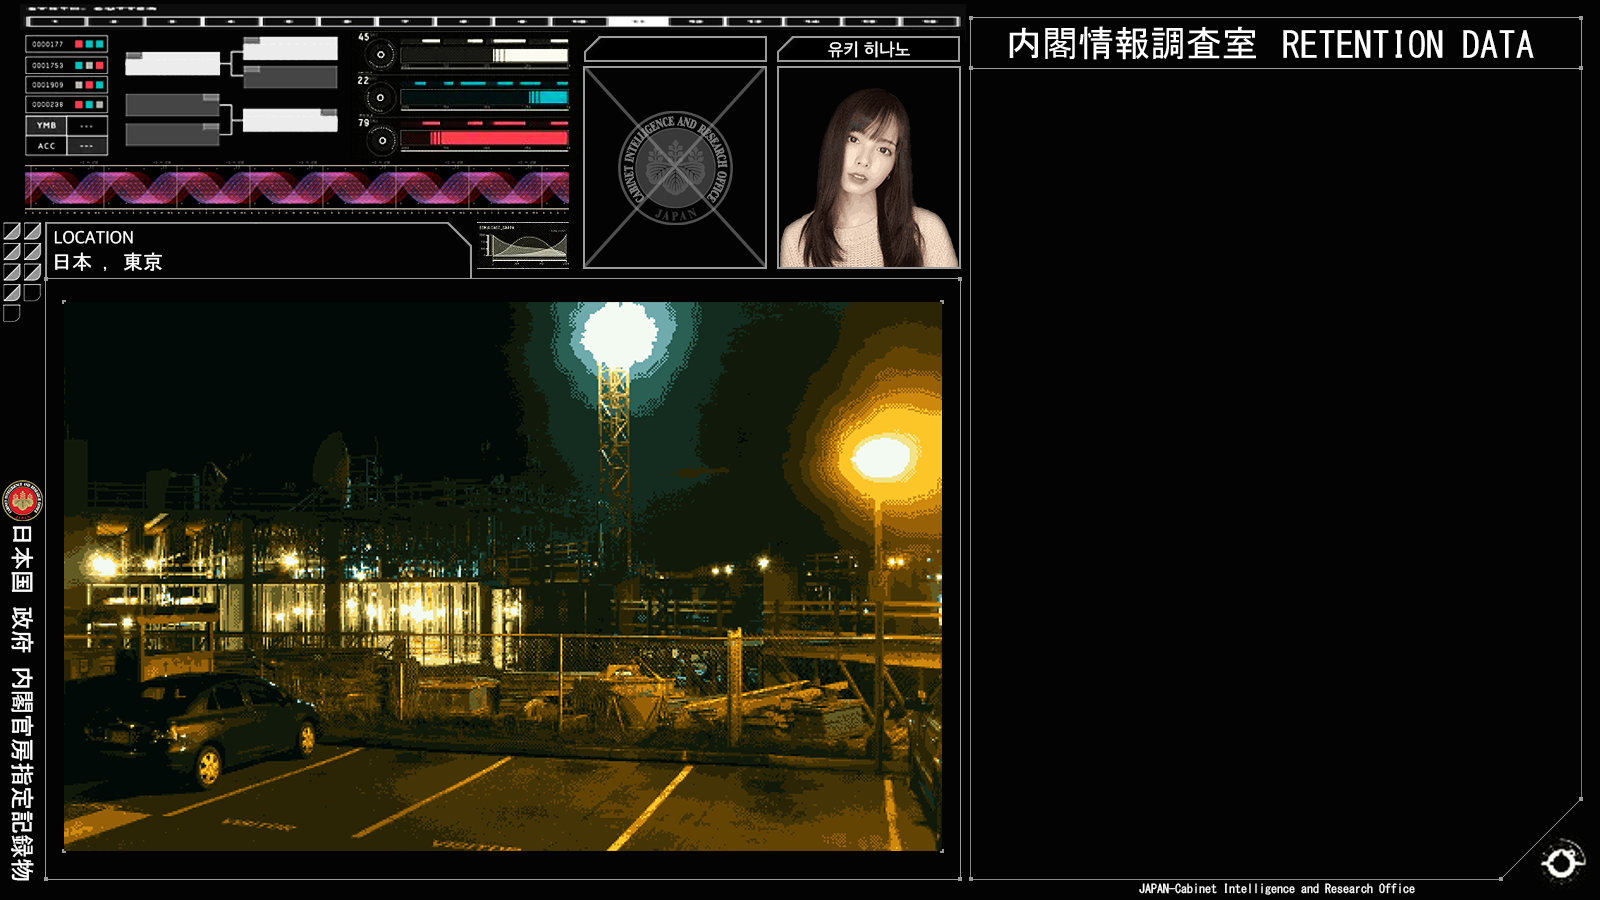 0000177
0001753
0001909
0000238
YMB ---
ACC ---
45
22
79
유키 히나노
CABINET INTELLIGENCE AND RESEARCH OFFICE
JAPAN
LOCATION
日本 , 東京
内閣情報調査室 RETENTION DATA
日本国 政府 内閣官房指定記録物
VISITOR
VISITOR
JAPAN-Cabinet Intelligence and Research Office